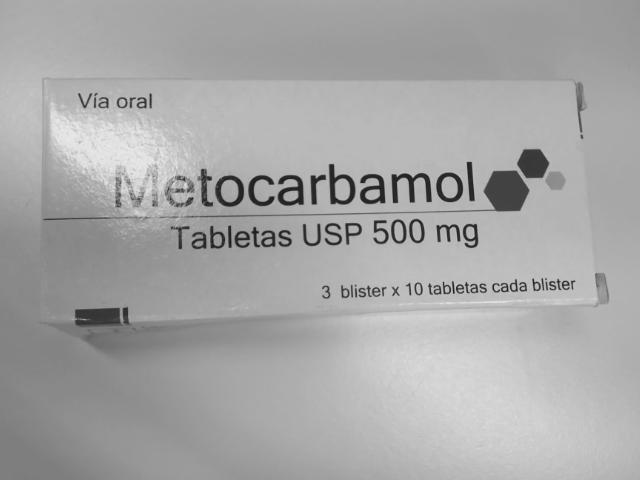 Vía oral
Metocarbamol
Tabletas USP 500 mg
3 blister x 10 tabletas cada blister